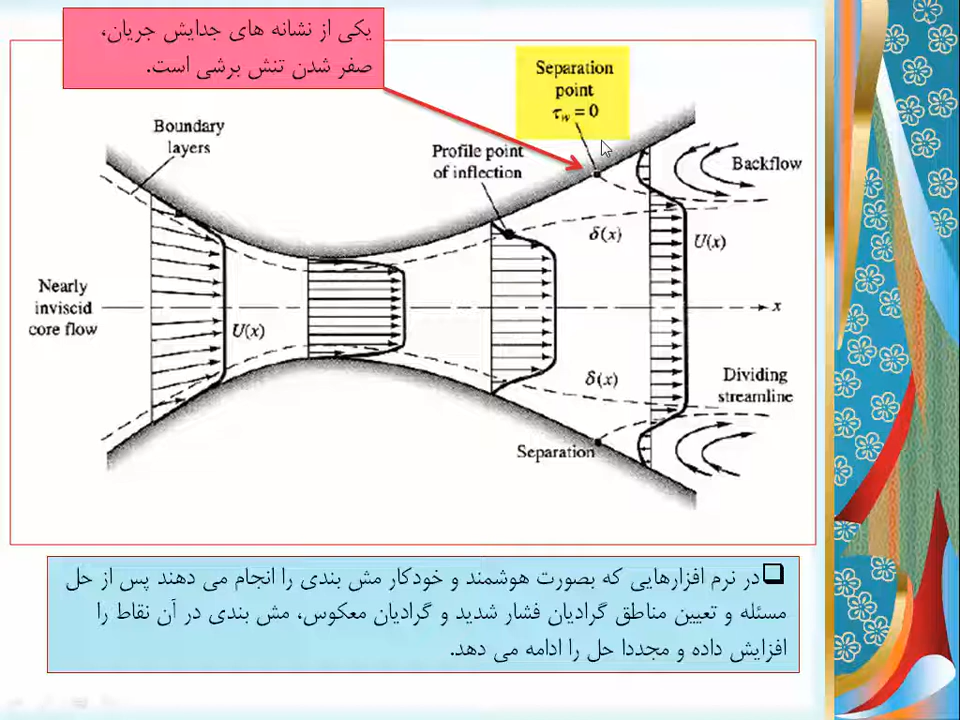 یکی از نشانه های جدایش جریان،
صفر شدن تنش برشی است.
Separation
point
τw = 0
Boundary
layers
Profile point
of inflection
Backflow
δ(x)
U(x)
Nearly
inviscid
core flow
U(x)
x
δ(x)
Dividing
streamline
Separation
در نرم افزارهایی که بصورت هوشمند و خودکار مش بندی را انجام می دهند پس از حل
مسئله و تعیین مناطق گرادیان فشار شدید و گرادیان معکوس، مش بندی در آن نقاط را
افزایش داده و مجددا حل را ادامه می دهد.